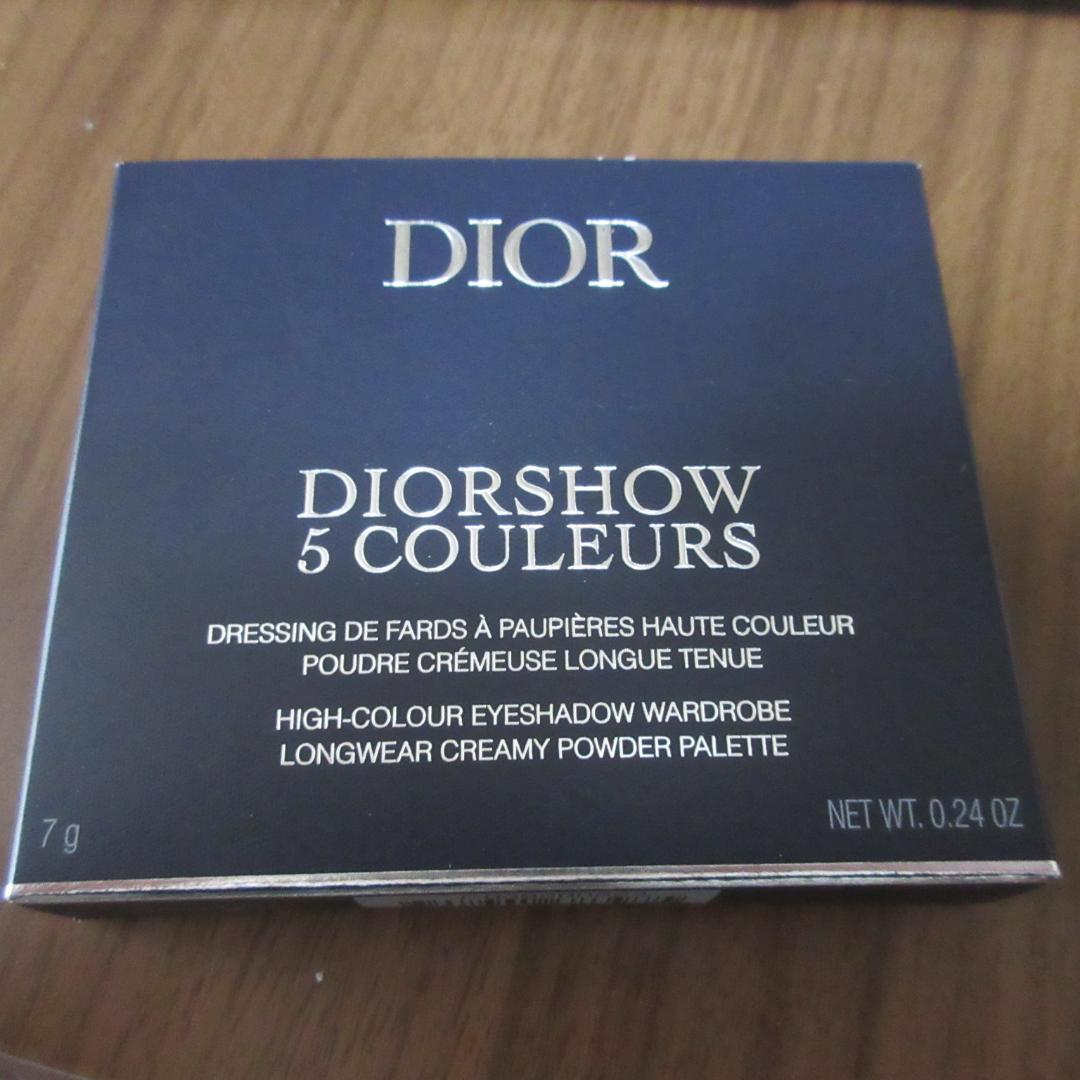 DIOR
DIORSHOW
5 COULEURS
DRESSING DE FARDS À PAUPIÈRES HAUTE COULEUR
POUDRE CRÉMEUSE LONGUE TENUE
HIGH-COLOUR EYESHADOW WARDROBE
LONGWEAR CREAMY POWDER PALETTE
7 g
NET WT. 0.24 OZ